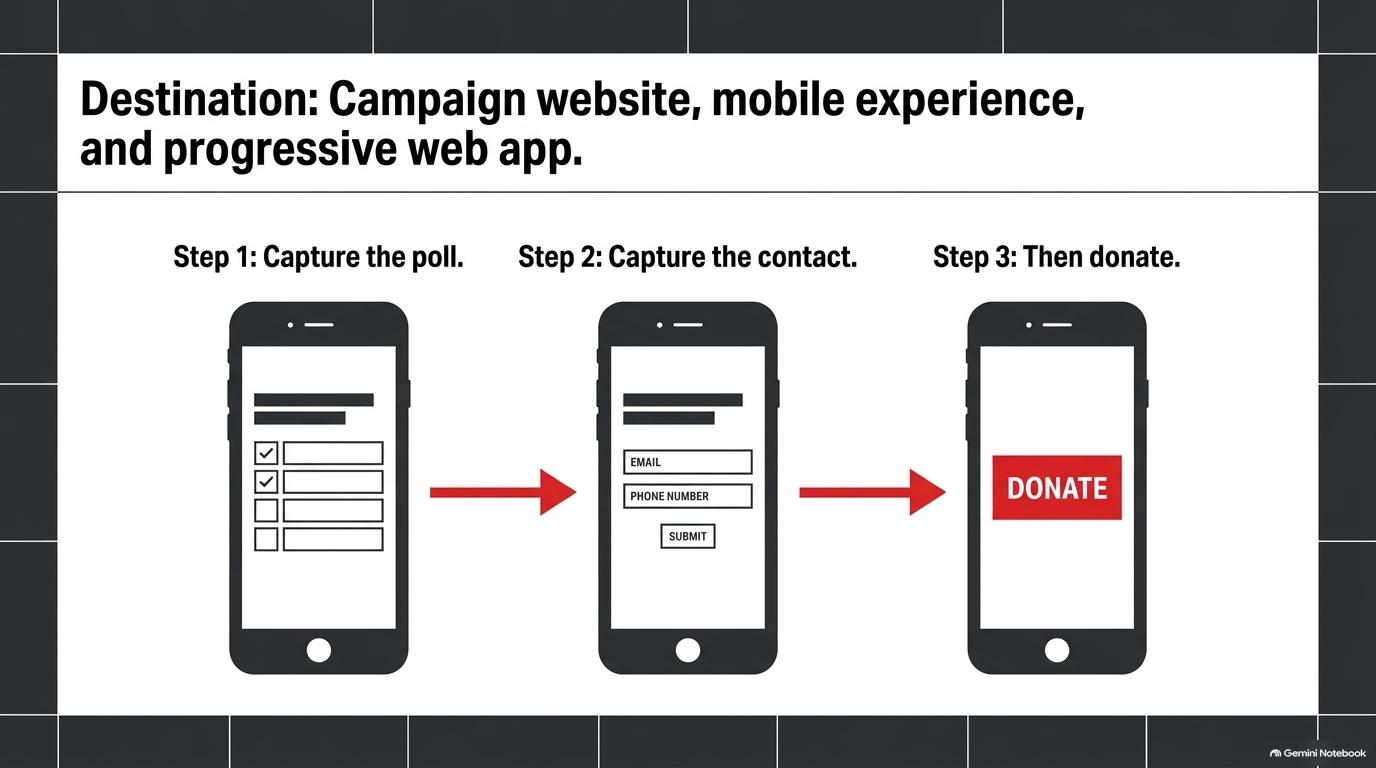 Destination: Campaign website, mobile experience,
and progressive web app.
Step 1: Capture the poll.
Step 2: Capture the contact.
Step 3: Then donate.
EMAIL
PHONE NUMBER
SUBMIT
DONATE
Gemini Notebook